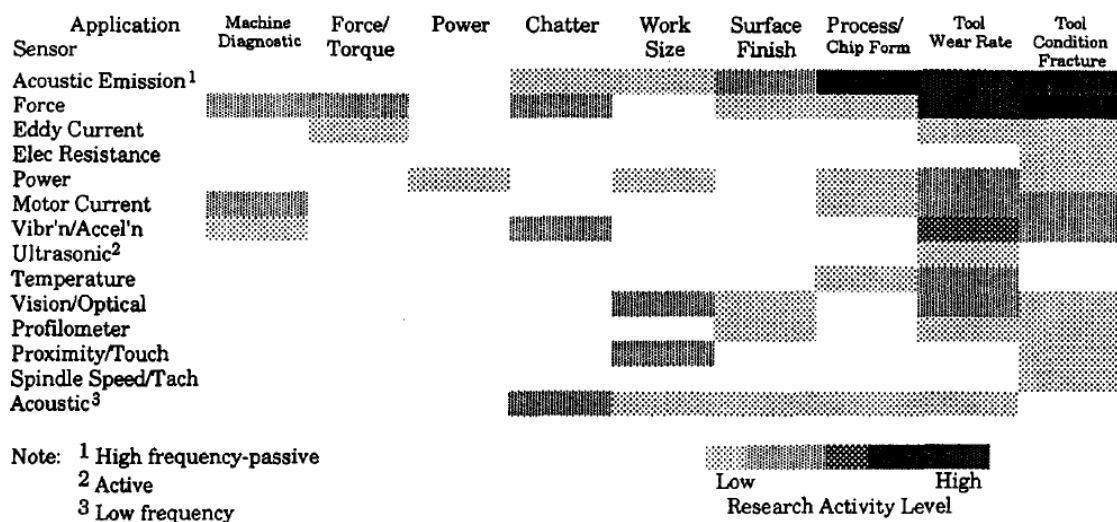 Application Machine Diagnostic Force/ Torque Power Chatter Work Size Surface Finish Process/ Chip Form Tool Wear Rate Tool Condition Fracture
Sensor
Acoustic Emission1
Force
Eddy Current
Elec Resistance
Power
Motor Current
Vibr'n/Accel'n
Ultrasonic2
Temperature
Vision/Optical
Profilometer
Proximity/Touch
Spindle Speed/Tach
Acoustic3
Note: 1 High frequency-passive
2 Active
3 Low frequency
Low High
Research Activity Level